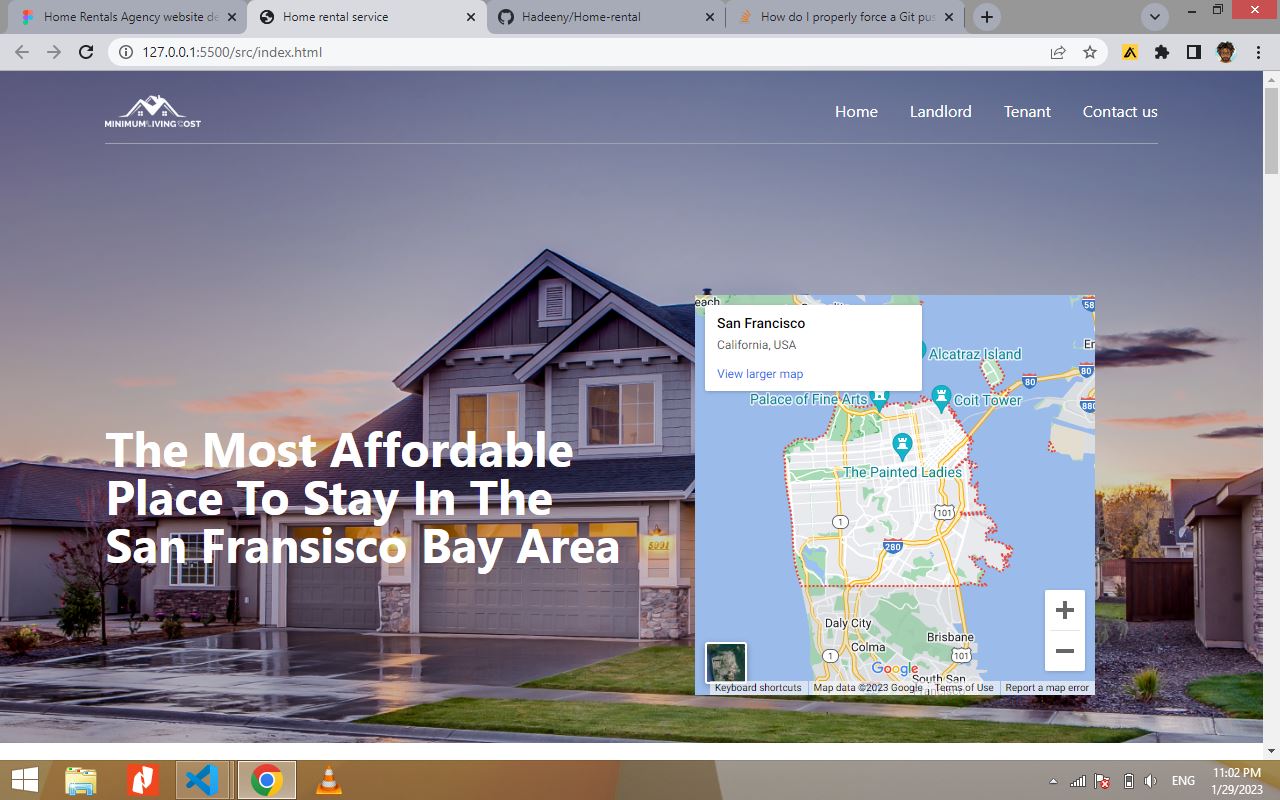 Home Rentals Agency website de
Home rental service
Hadeeny/Home-rental
How do I properly force a Git pus
127.0.0.1:5500/src/index.html
MINIMUM LIVING COST
Home
Landlord
Tenant
Contact us
The Most Affordable
Place To Stay In The
San Fransisco Bay Area
5991
each
San Francisco
California, USA
View larger map
58
Alcatraz Island
80
80
880
Palace of Fine Arts
Coit Tower
The Painted Ladies
1
101
280
Daly City
Brisbane
Colma
1
101
Google
South San
Keyboard shortcuts
Map data ©2023 Google
Terms of Use
Report a map error
ENG
11:02 PM
1/29/2023